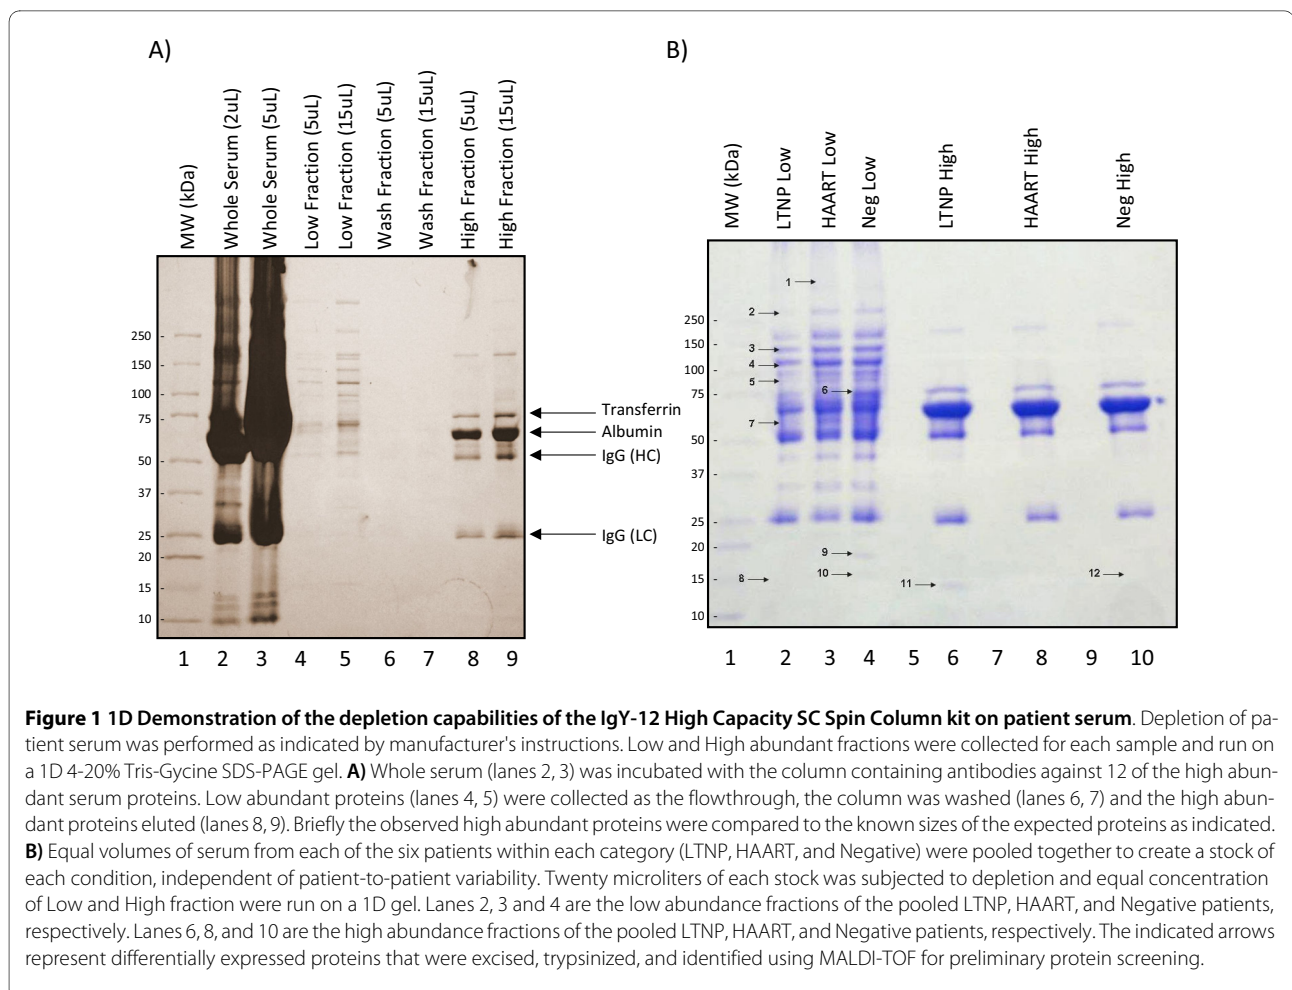 A)
B)
MW (kDa)
Whole Serum (2uL)
Whole Serum (5uL)
Low Fraction (5uL)
Low Fraction (15uL)
Wash Fraction (5uL)
Wash Fraction (15uL)
High Fraction (5uL)
High Fraction (15uL)
250 -
150 -
100 -
75 -
50 -
37 -
25 -
20 -
15 -
10 -
Transferrin
Albumin
IgG (HC)
IgG (LC)
1 2 3 4 5 6 7 8 9
MW (kDa)
LTNP Low
HAART Low
Neg Low
LTNP High
HAART High
Neg High
250 -
150 -
100 -
75 -
50 -
37 -
25 -
20 -
15 -
10 -
1
2
3
4
5
6
7
8
9
10
11
12
1 2 3 4 5 6 7 8 9 10
Figure 1 1D Demonstration of the depletion capabilities of the IgY-12 High Capacity SC Spin Column kit on patient serum. Depletion of pa-
tient serum was performed as indicated by manufacturer's instructions. Low and High abundant fractions were collected for each sample and run on
a 1D 4-20% Tris-Gycine SDS-PAGE gel. A) Whole serum (lanes 2, 3) was incubated with the column containing antibodies against 12 of the high abun-
dant serum proteins. Low abundant proteins (lanes 4, 5) were collected as the flowthrough, the column was washed (lanes 6, 7) and the high abun-
dant proteins eluted (lanes 8, 9). Briefly the observed high abundant proteins were compared to the known sizes of the expected proteins as indicated.
B) Equal volumes of serum from each of the six patients within each category (LTNP, HAART, and Negative) were pooled together to create a stock of
each condition, independent of patient-to-patient variability. Twenty microliters of each stock was subjected to depletion and equal concentration
of Low and High fraction were run on a 1D gel. Lanes 2, 3 and 4 are the low abundance fractions of the pooled LTNP, HAART, and Negative patients,
respectively. Lanes 6, 8, and 10 are the high abundance fractions of the pooled LTNP, HAART, and Negative patients, respectively. The indicated arrows
represent differentially expressed proteins that were excised, trypsinized, and identified using MALDI-TOF for preliminary protein screening.